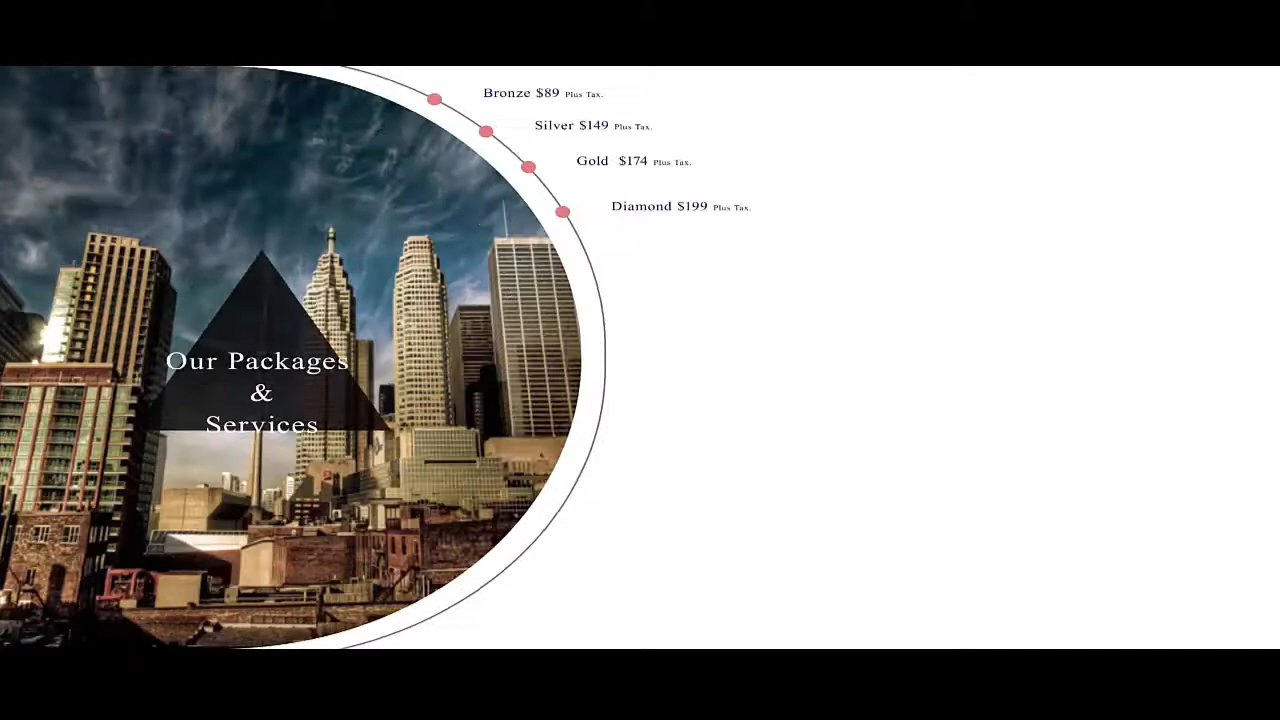 Bronze $89 Plus Tax.
Silver $149 Plus Tax.
Gold $174 Plus Tax.
Diamond $199 Plus Tax.
Our Packages
&
Services